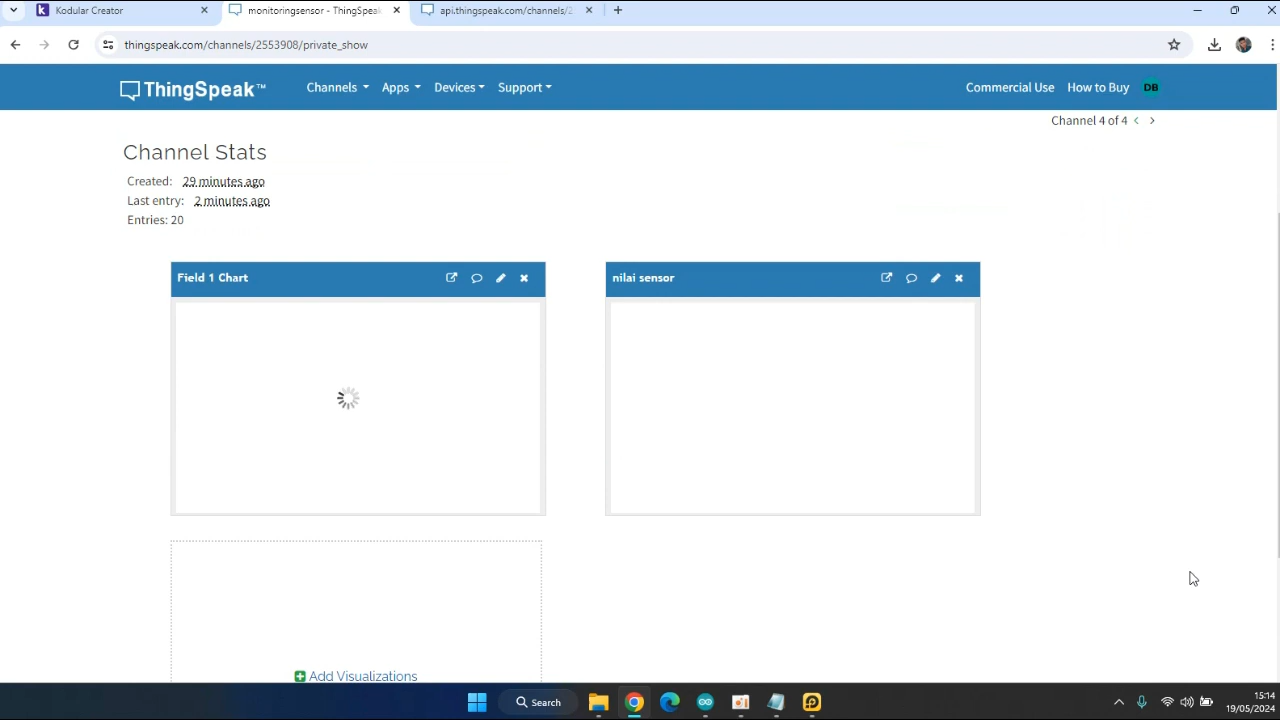 Kodular Creator
monitoringsensor - ThingSpeak
api.thingspeak.com/channels/2
thingspeak.com/channels/2553908/private_show
ThingSpeak™
Channels
Apps
Devices
Support
Commercial Use
How to Buy
DB
Channel 4 of 4
Channel Stats
Created: 29 minutes ago
Last entry: 2 minutes ago
Entries: 20
Field 1 Chart
nilai sensor
Add Visualizations
Search
15:14
19/05/2024